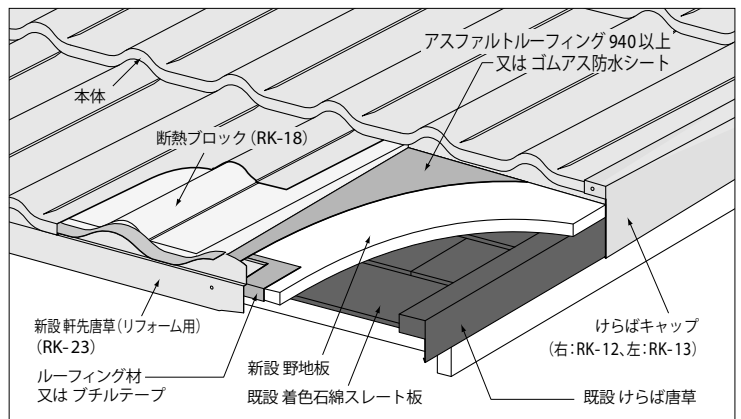 アスファルトルーフィング 940以上
又は ゴムアス防水シート
本体
断熱ブロック(RK-18)
新設 軒先唐草(リフォーム用)
(RK-23)
ルーフィング材
又は ブチルテープ
新設 野地板
既設 着色石綿スレート板
けらばキャップ
(右:RK-12、左:RK-13)
既設 けらば唐草